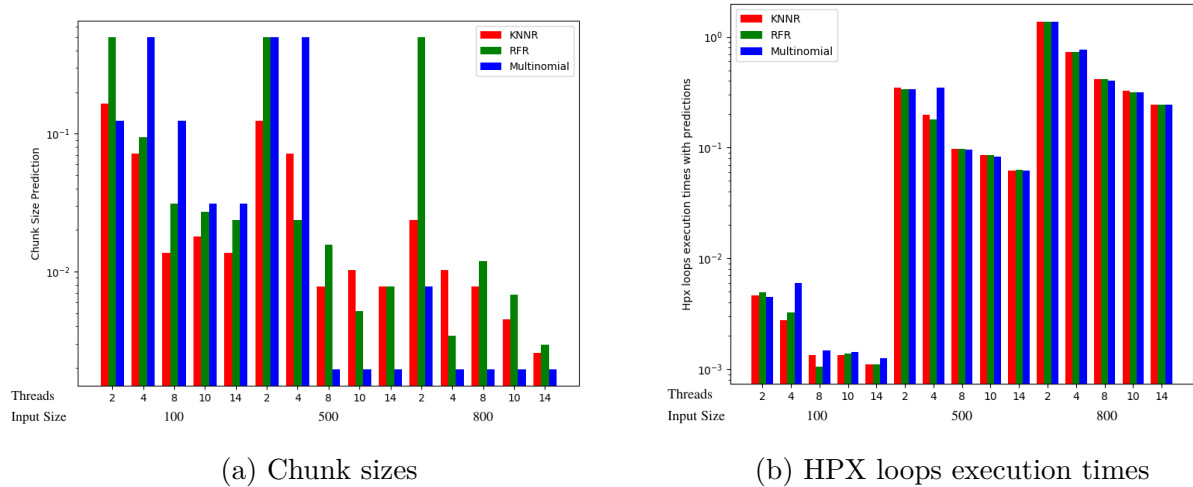 KNNR
RFR
Multinomial
Chunk Size Prediction
10⁻¹
10⁻²
Threads 2 4 8 10 14 2 4 8 10 14 2 4 8 10 14
Input Size 100 500 800
(a) Chunk sizes
KNNR
RFR
Multinomial
Hpx loops execution times with predictions
10⁰
10⁻¹
10⁻²
10⁻³
Threads 2 4 8 10 14 2 4 8 10 14 2 4 8 10 14
Input Size 100 500 800
(b) HPX loops execution times